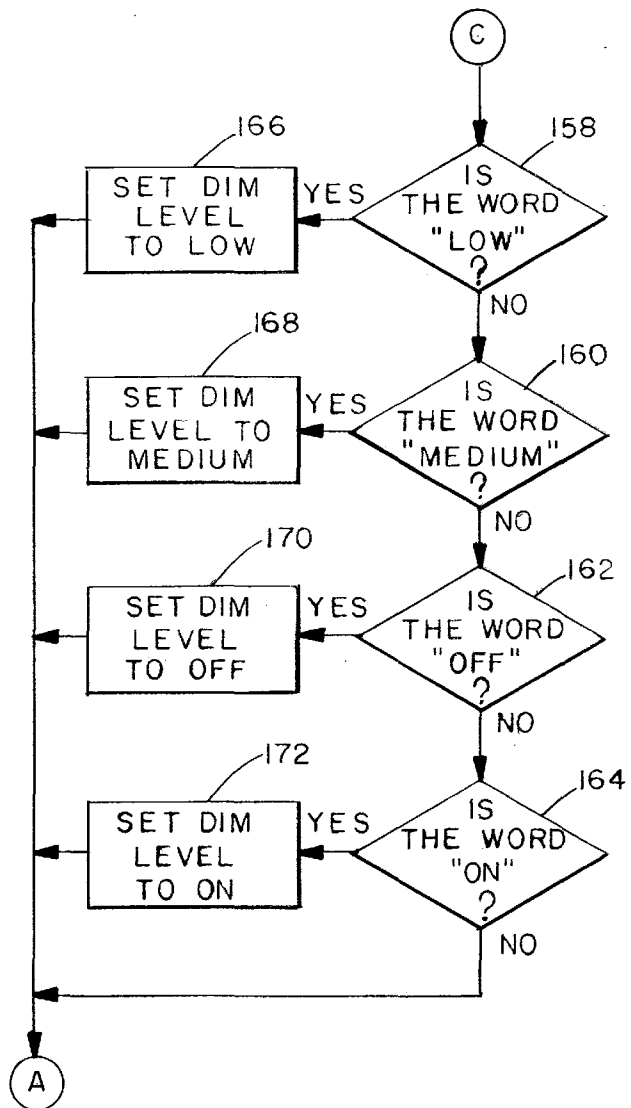 C
158
IS
THE WORD
"LOW"
?
YES
166
SET DIM
LEVEL
TO LOW
NO
160
IS
THE WORD
"MEDIUM"
?
YES
168
SET DIM
LEVEL TO
MEDIUM
NO
162
IS
THE WORD
"OFF"
?
YES
170
SET DIM
LEVEL
TO OFF
NO
164
IS
THE WORD
"ON"
?
YES
172
SET DIM
LEVEL
TO ON
NO
A